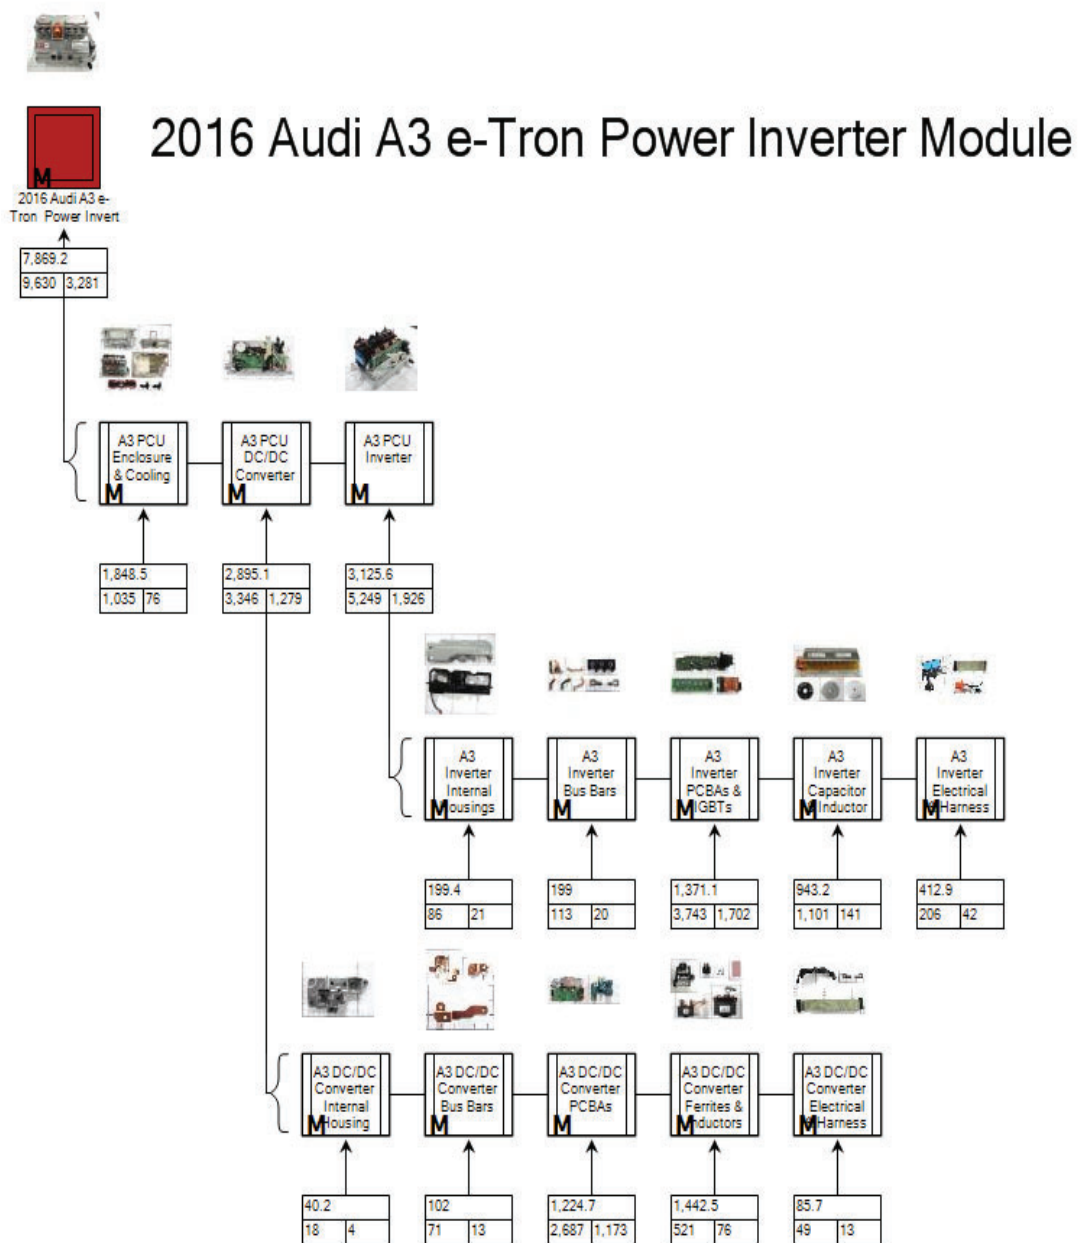 2016 Audi A3 e-Tron Power Inverter Module
M
2016 Audi A3 e-
Tron Power Invert
7,869.2
9,630 3,281
A3 PCU
Enclosure
& Cooling
M
A3 PCU
DC/DC
Converter
M
A3 PCU
Inverter
M
1,848.5
1,035 76
2,895.1
3,346 1,279
3,125.6
5,249 1,926
A3
Inverter
Internal
Housings
M
A3
Inverter
Bus Bars
M
A3
Inverter
PCBAs &
IGBTs
M
A3
Inverter
Capacitor
& Inductor
M
A3
Inverter
Electrical
& Harness
M
199.4
86 21
199
113 20
1,371.1
3,743 1,702
943.2
1,101 141
412.9
206 42
A3 DC/DC
Converter
Internal
Housing
M
A3 DC/DC
Converter
Bus Bars
M
A3 DC/DC
Converter
PCBAs
M
A3 DC/DC
Converter
Ferrites &
Inductors
M
A3 DC/DC
Converter
Electrical
& Harness
M
40.2
18 4
102
71 13
1,224.7
2,687 1,173
1,442.5
521 76
85.7
49 13